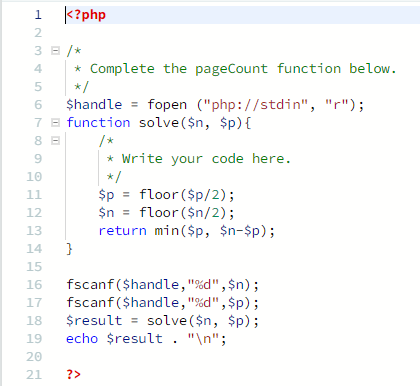 1 <?php
2
3 /*
4  * Complete the pageCount function below.
5  */
6 $handle = fopen ("php://stdin", "r");
7 function solve($n, $p){
8     /*
9      * Write your code here.
10      */
11     $p = floor($p/2);
12     $n = floor($n/2);
13     return min($p, $n-$p);
14 }
15
16 fscanf($handle,"%d",$n);
17 fscanf($handle,"%d",$p);
18 $result = solve($n, $p);
19 echo $result . "\n";
20
21 ?>